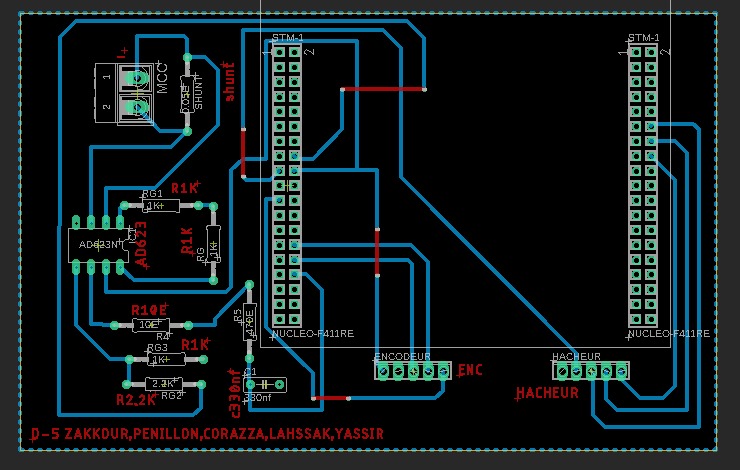 STM-1
STM-1
1
2
1
2
I+
MCC
1
2
0.05E
SHUNT
shunt
RG1
R1K
1K
AD623N
IC1
AD623
R1K
RG
1K
R10E
10E
R4
R1K
RG3
1K
2.2K
R2,2K
RG2
R5
470E
C1
330nf
c330nf
NUCLEO-F411RE
NUCLEO-F411RE
ENCODEUR
ENC
HACHEUR
HACHEUR
D-5 ZAKKOUR,PENILLON,CORAZZA,LAHSSAK,YASSIR